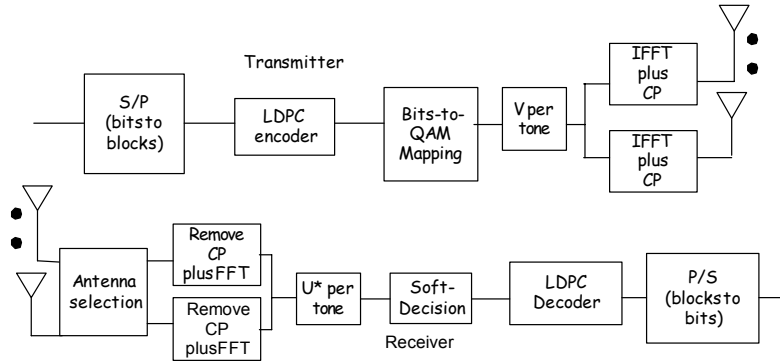 Transmitter
S/P
(bitsto
blocks)
LDPC
encoder
Bits-to-
QAM
Mapping
V per
tone
IFFT
plus
CP
IFFT
plus
CP
Antenna
selection
Remove
CP
plusFFT
Remove
CP
plusFFT
U* per
tone
Soft-
Decision
LDPC
Decoder
P/S
(blocksto
bits)
Receiver